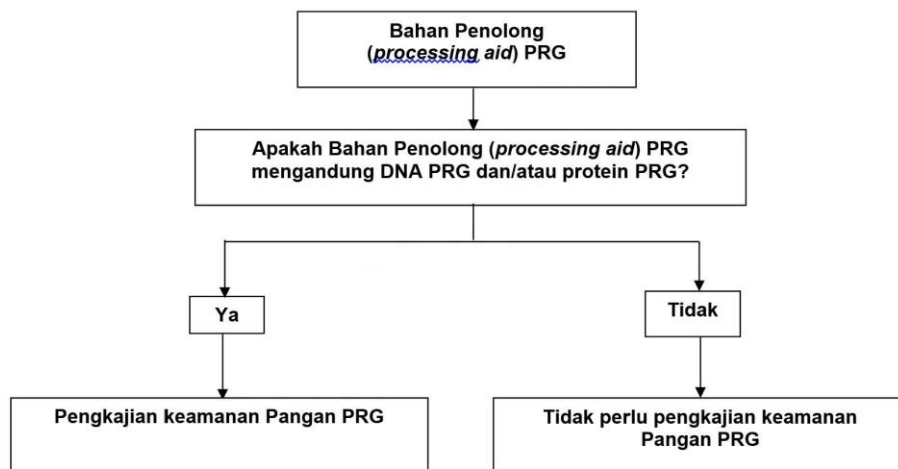 Bahan Penolong
(processing aid) PRG
Apakah Bahan Penolong (processing aid) PRG
mengandung DNA PRG dan/atau protein PRG?
Ya
Tidak
Pengkajian keamanan Pangan PRG
Tidak perlu pengkajian keamanan
Pangan PRG